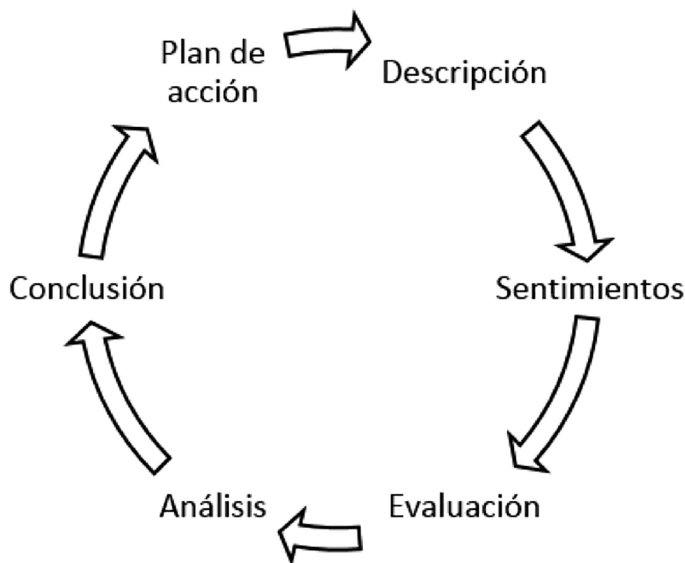 Plan de
acción
Descripción
Sentimientos
Evaluación
Análisis
Conclusión